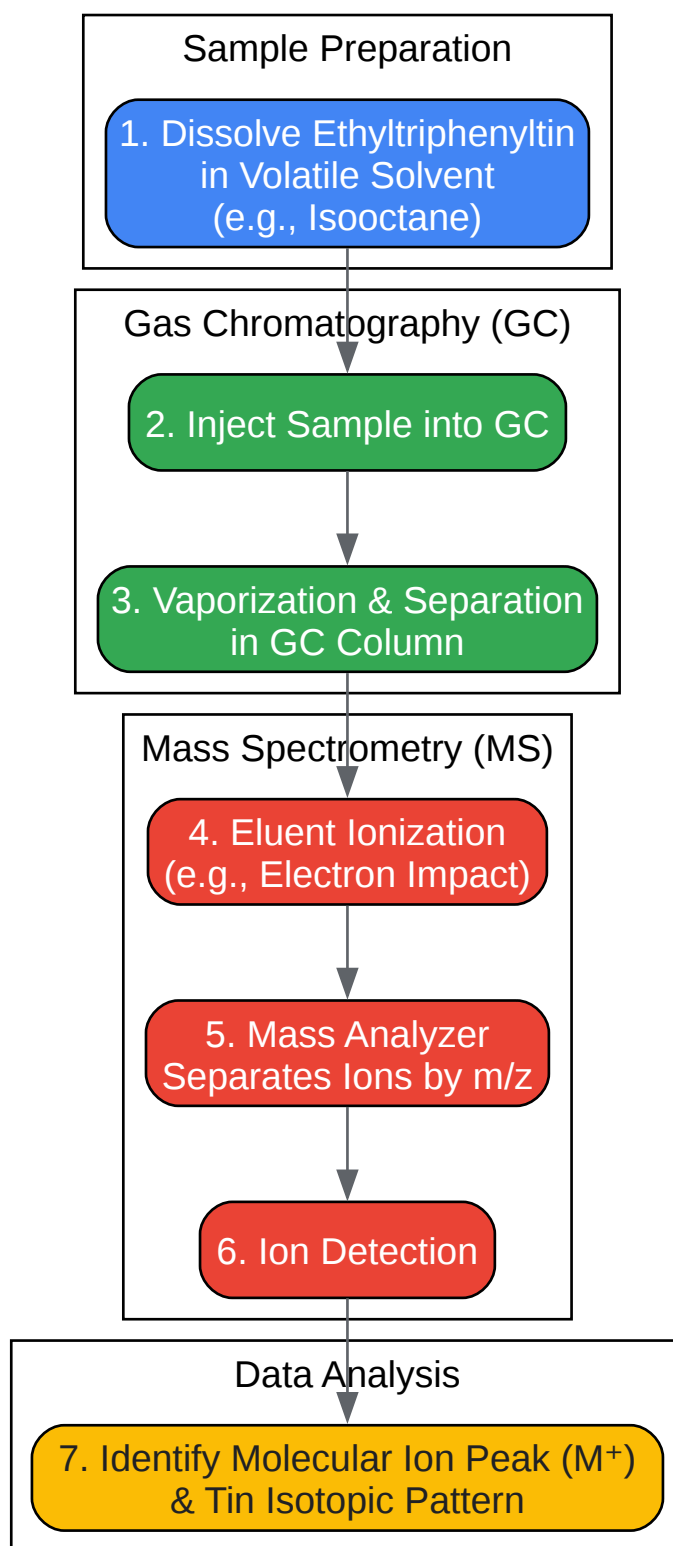 Sample Preparation
1. Dissolve Ethyltriphenyltin
in Volatile Solvent
(e.g., Isooctane)
Gas Chromatography (GC)
2. Inject Sample into GC
3. Vaporization & Separation
in GC Column
Mass Spectrometry (MS)
4. Eluent Ionization
(e.g., Electron Impact)
5. Mass Analyzer
Separates Ions by m/z
6. Ion Detection
Data Analysis
7. Identify Molecular Ion Peak (M⁺)
& Tin Isotopic Pattern